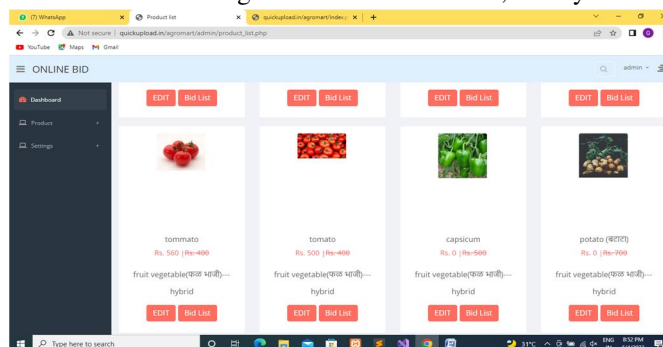 (7) WhatsApp
Product list
quickupload.in/agromart/index.p
Not secure | quickupload.in/agromart/admin/product_list.php
YouTube Maps Gmail
ONLINE BID
admin
Dashboard
Product +
Settings +
EDIT Bid List EDIT Bid List EDIT Bid List EDIT Bid List
tommato tomato capsicum potato (बटाटा)
Rs. 560 |Rs. 400 Rs. 500 |Rs. 400 Rs. 0 |Rs. 500 Rs. 0 |Rs. 700
fruit vegetable(फळ भाजी)--- fruit vegetable(फळ भाजी)--- fruit vegetable(फळ भाजी)--- fruit vegetable(फळ भाजी)---
hybrid hybrid hybrid hybrid
EDIT Bid List EDIT Bid List EDIT Bid List EDIT Bid List
Type here to search
31°C ENG 8:52 PM